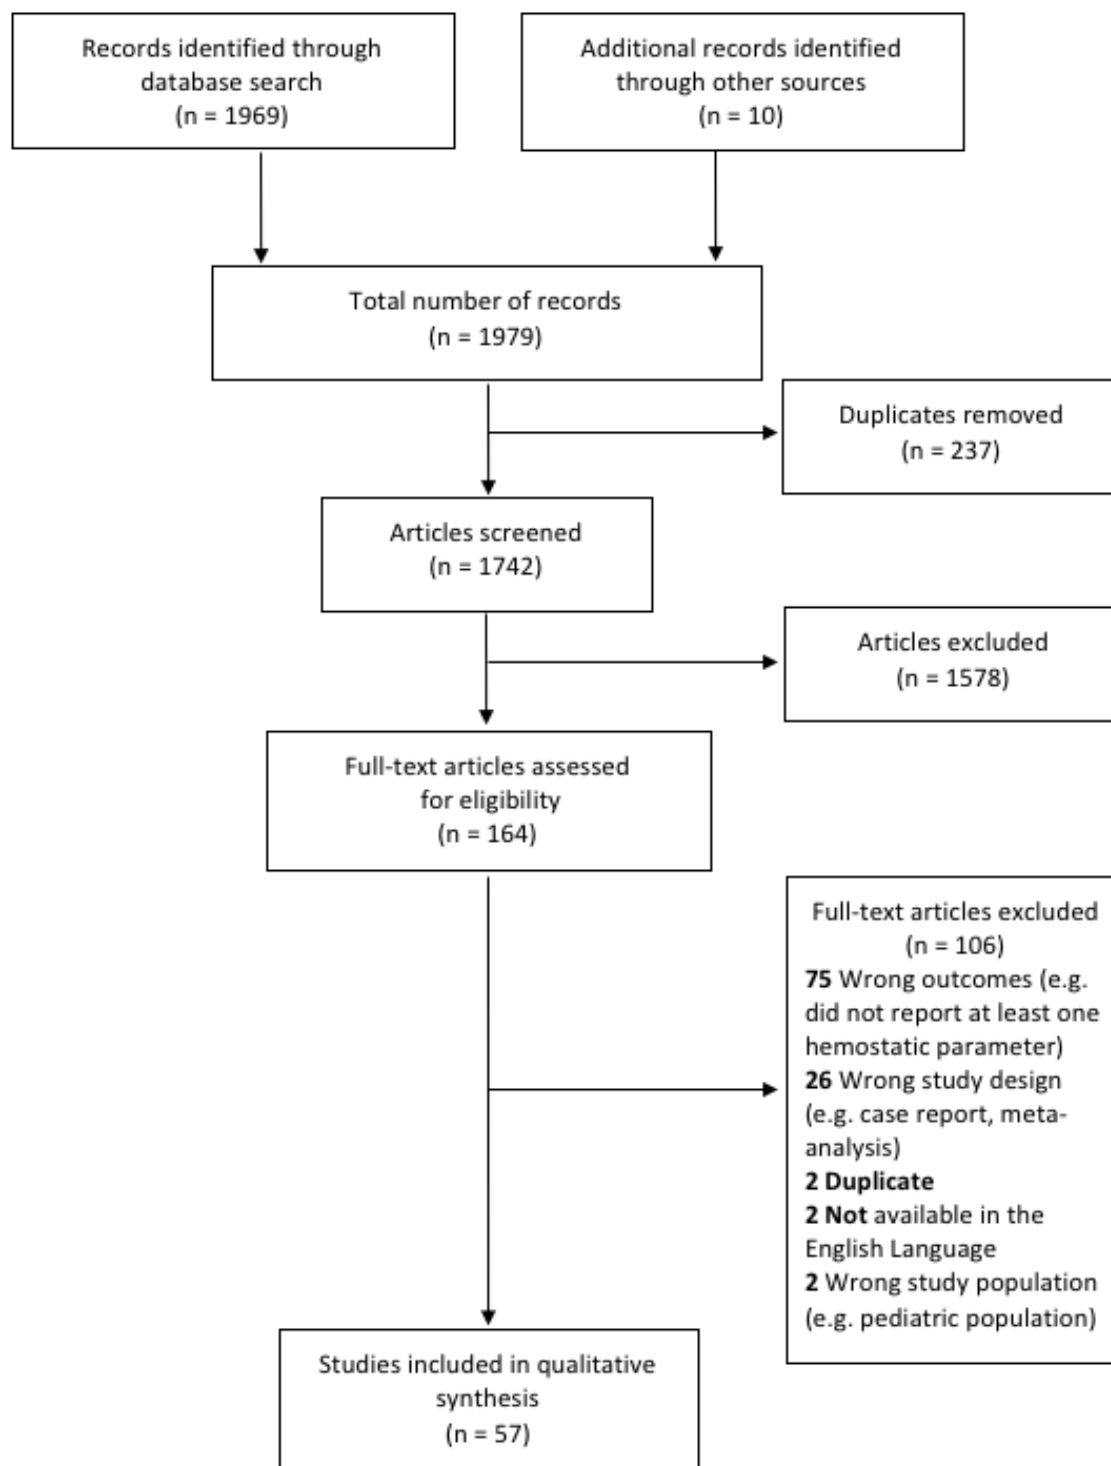 Records identified through
database search
(n = 1969)
Additional records identified
through other sources
(n = 10)
Total number of records
(n = 1979)
Duplicates removed
(n = 237)
Articles screened
(n = 1742)
Articles excluded
(n = 1578)
Full-text articles assessed
for eligibility
(n = 164)
Full-text articles excluded
(n = 106)
75 Wrong outcomes (e.g.
did not report at least one
hemostatic parameter)
26 Wrong study design
(e.g. case report, meta-
analysis)
2 Duplicate
2 Not available in the
English Language
2 Wrong study population
(e.g. pediatric population)
Studies included in qualitative
synthesis
(n = 57)